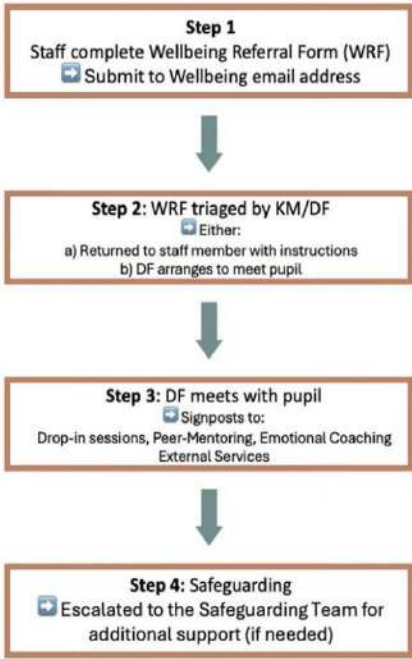 Step 1
Staff complete Wellbeing Referral Form (WRF)
➡ Submit to Wellbeing email address
Step 2: WRF triaged by KM/DF
➡ Either:
a) Returned to staff member with instructions
b) DF arranges to meet pupil
Step 3: DF meets with pupil
➡ Signposts to:
Drop-in sessions, Peer-Mentoring, Emotional Coaching
External Services
Step 4: Safeguarding
➡ Escalated to the Safeguarding Team for
additional support (if needed)